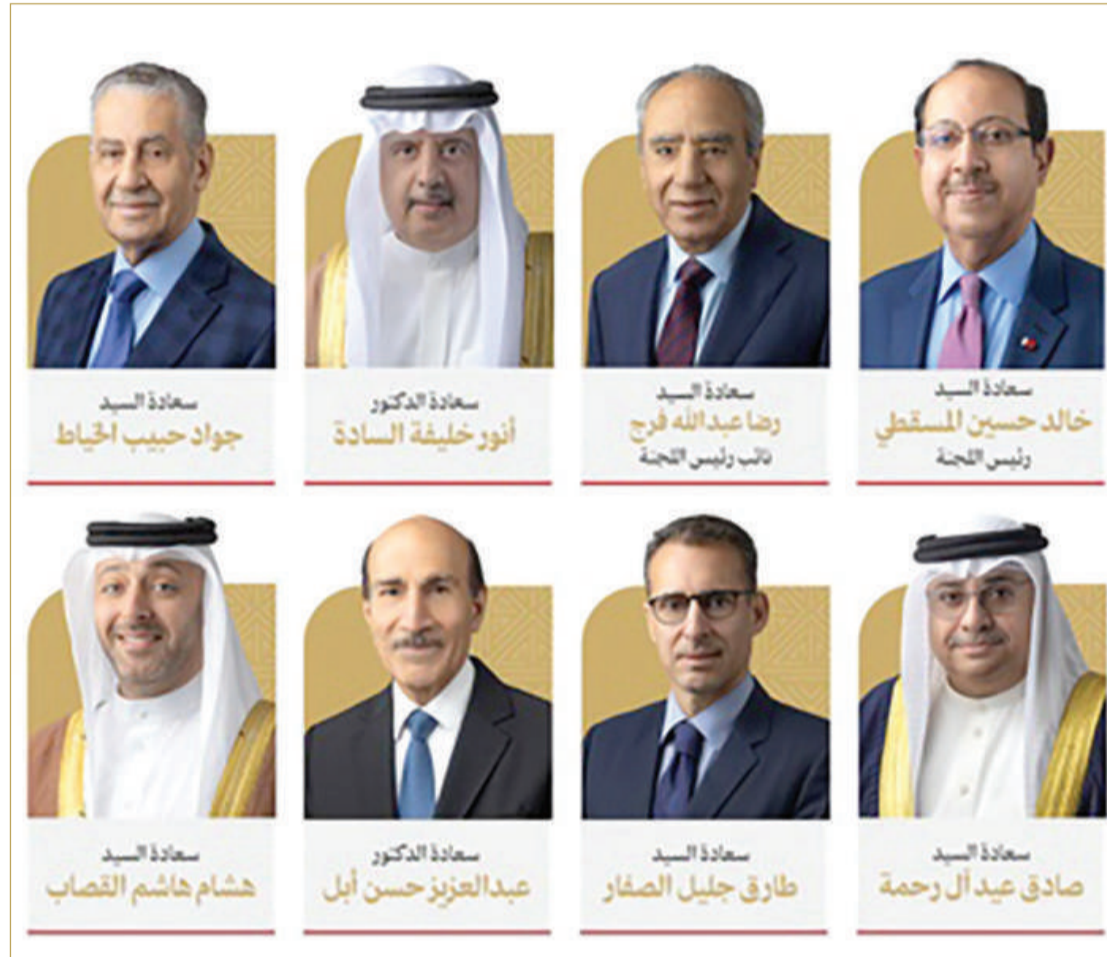 سعادة السيد
خالد حسين المسقطي
رئيس اللجنة
سعادة السيد
رضا عبدالله فرج
نائب رئيس اللجنة
سعادة الدكتور
أنور خليفة السادة
سعادة السيد
جواد حبيب الخياط
سعادة السيد
صادق عيد آل رحمة
سعادة السيد
طارق جليل الصفار
سعادة الدكتور
عبدالعزيز حسن أبل
سعادة السيد
هشام هاشم القصاب